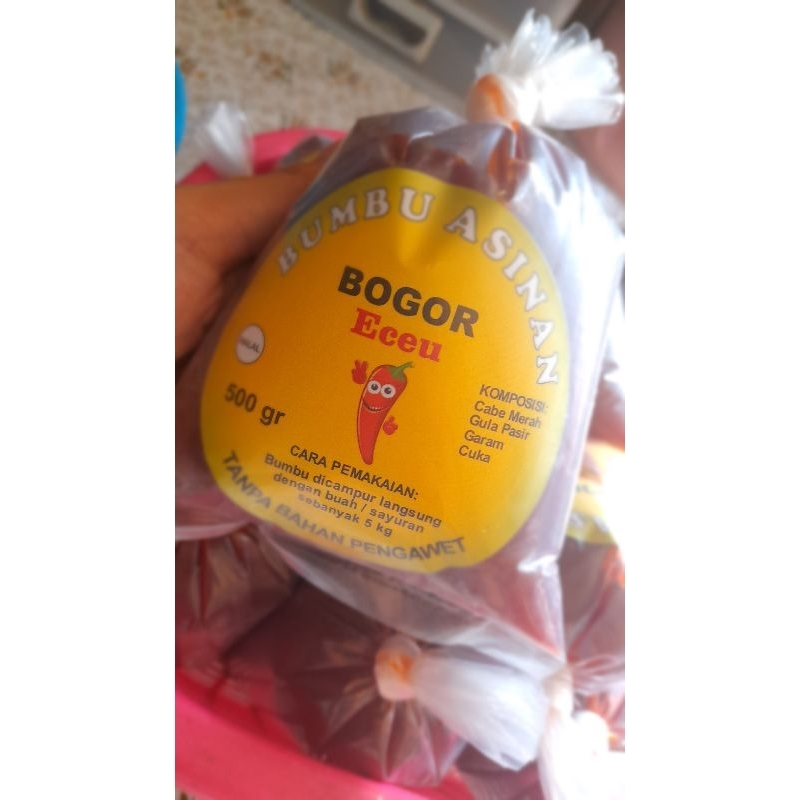 BUMBU ASINAN
BOGOR
Eceu
HALAL
500 gr
KOMPOSISI:
Cabe Merah
Gula Pasir
Garam
Cuka
CARA PEMAKAIAN:
Bumbu dicampur langsung
dengan buah / sayuran
sebanyak 5 kg
TANPA BAHAN PENGAWET